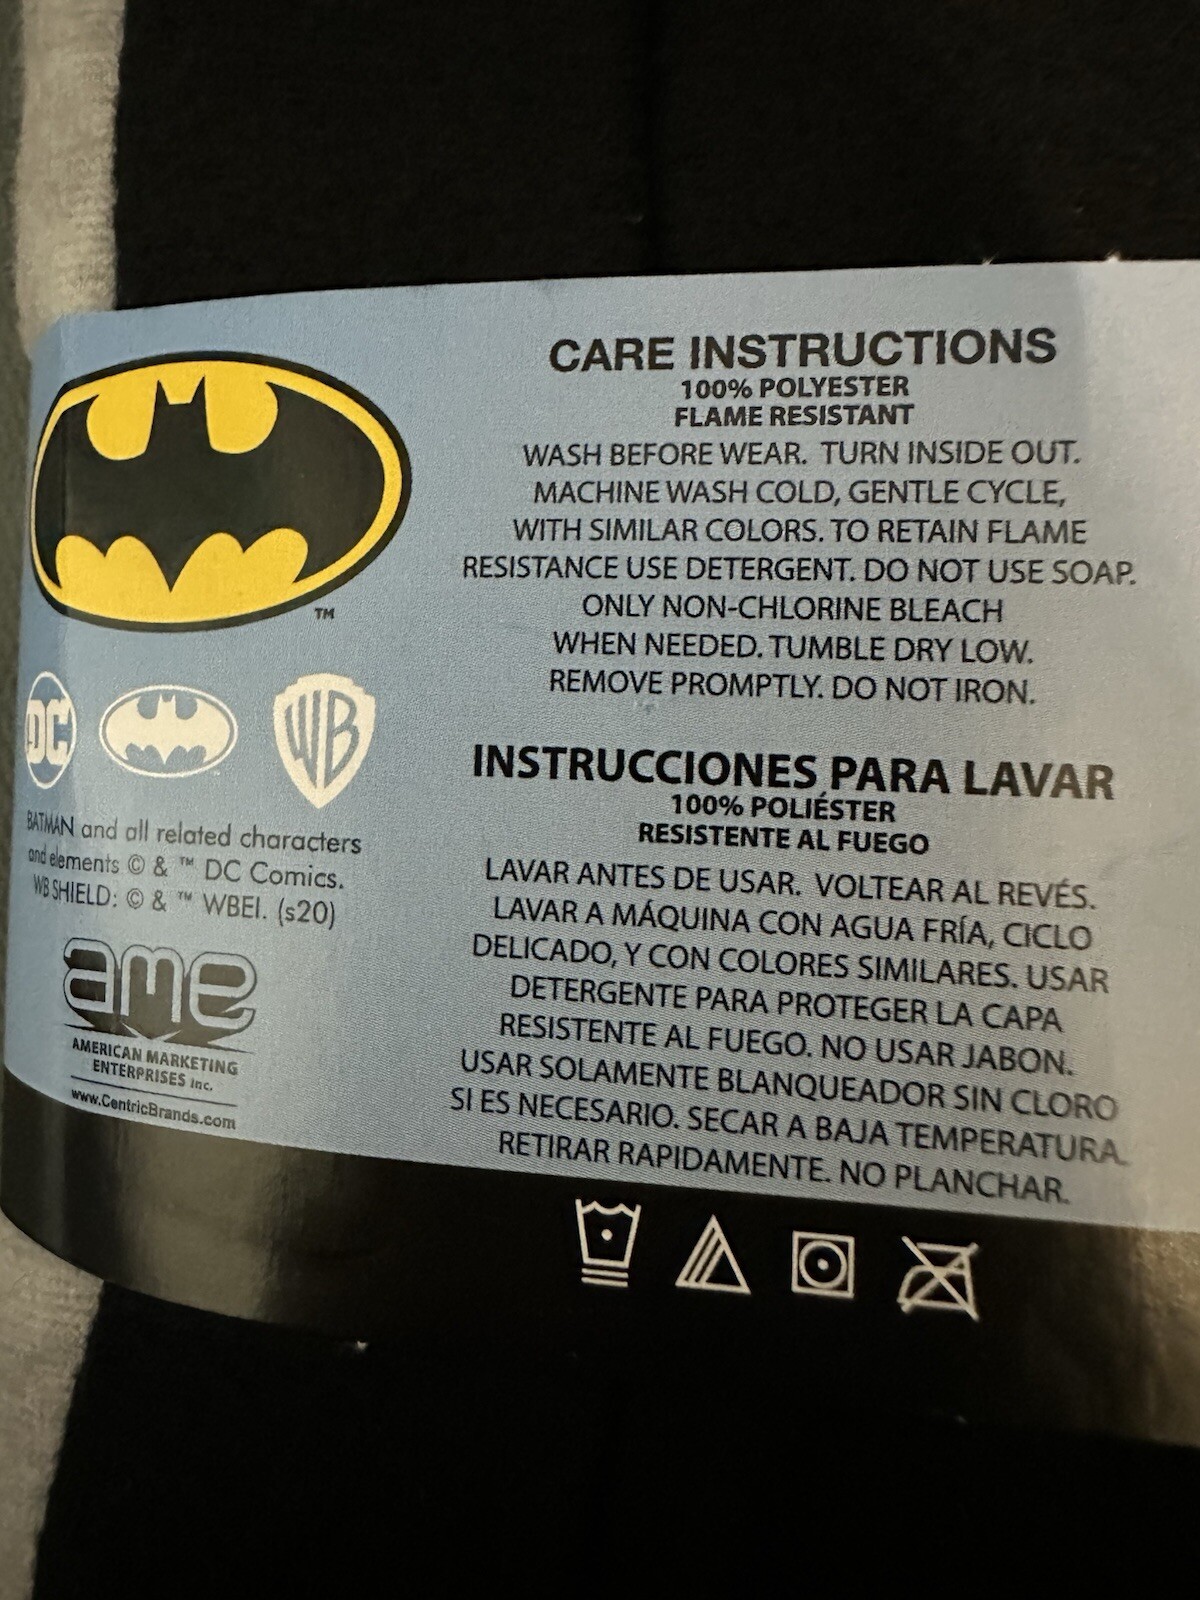 TM
DC
TM
WB
BATMAN and all related characters
and elements © & ™ DC Comics.
WB SHIELD: © & ™ WBEI. (s20)
ame
AMERICAN MARKETING
ENTERPRISES Inc.
www.CentricBrands.com
CARE INSTRUCTIONS
100% POLYESTER
FLAME RESISTANT
WASH BEFORE WEAR. TURN INSIDE OUT.
MACHINE WASH COLD, GENTLE CYCLE,
WITH SIMILAR COLORS. TO RETAIN FLAME
RESISTANCE USE DETERGENT. DO NOT USE SOAP.
ONLY NON-CHLORINE BLEACH
WHEN NEEDED. TUMBLE DRY LOW.
REMOVE PROMPTLY. DO NOT IRON.
INSTRUCCIONES PARA LAVAR
100% POLIÉSTER
RESISTENTE AL FUEGO
LAVAR ANTES DE USAR. VOLTEAR AL REVÉS.
LAVAR A MÁQUINA CON AGUA FRÍA, CICLO
DELICADO, Y CON COLORES SIMILARES. USAR
DETERGENTE PARA PROTEGER LA CAPA
RESISTENTE AL FUEGO. NO USAR JABON.
USAR SOLAMENTE BLANQUEADOR SIN CLORO
SI ES NECESARIO. SECAR A BAJA TEMPERATURA.
RETIRAR RAPIDAMENTE. NO PLANCHAR.